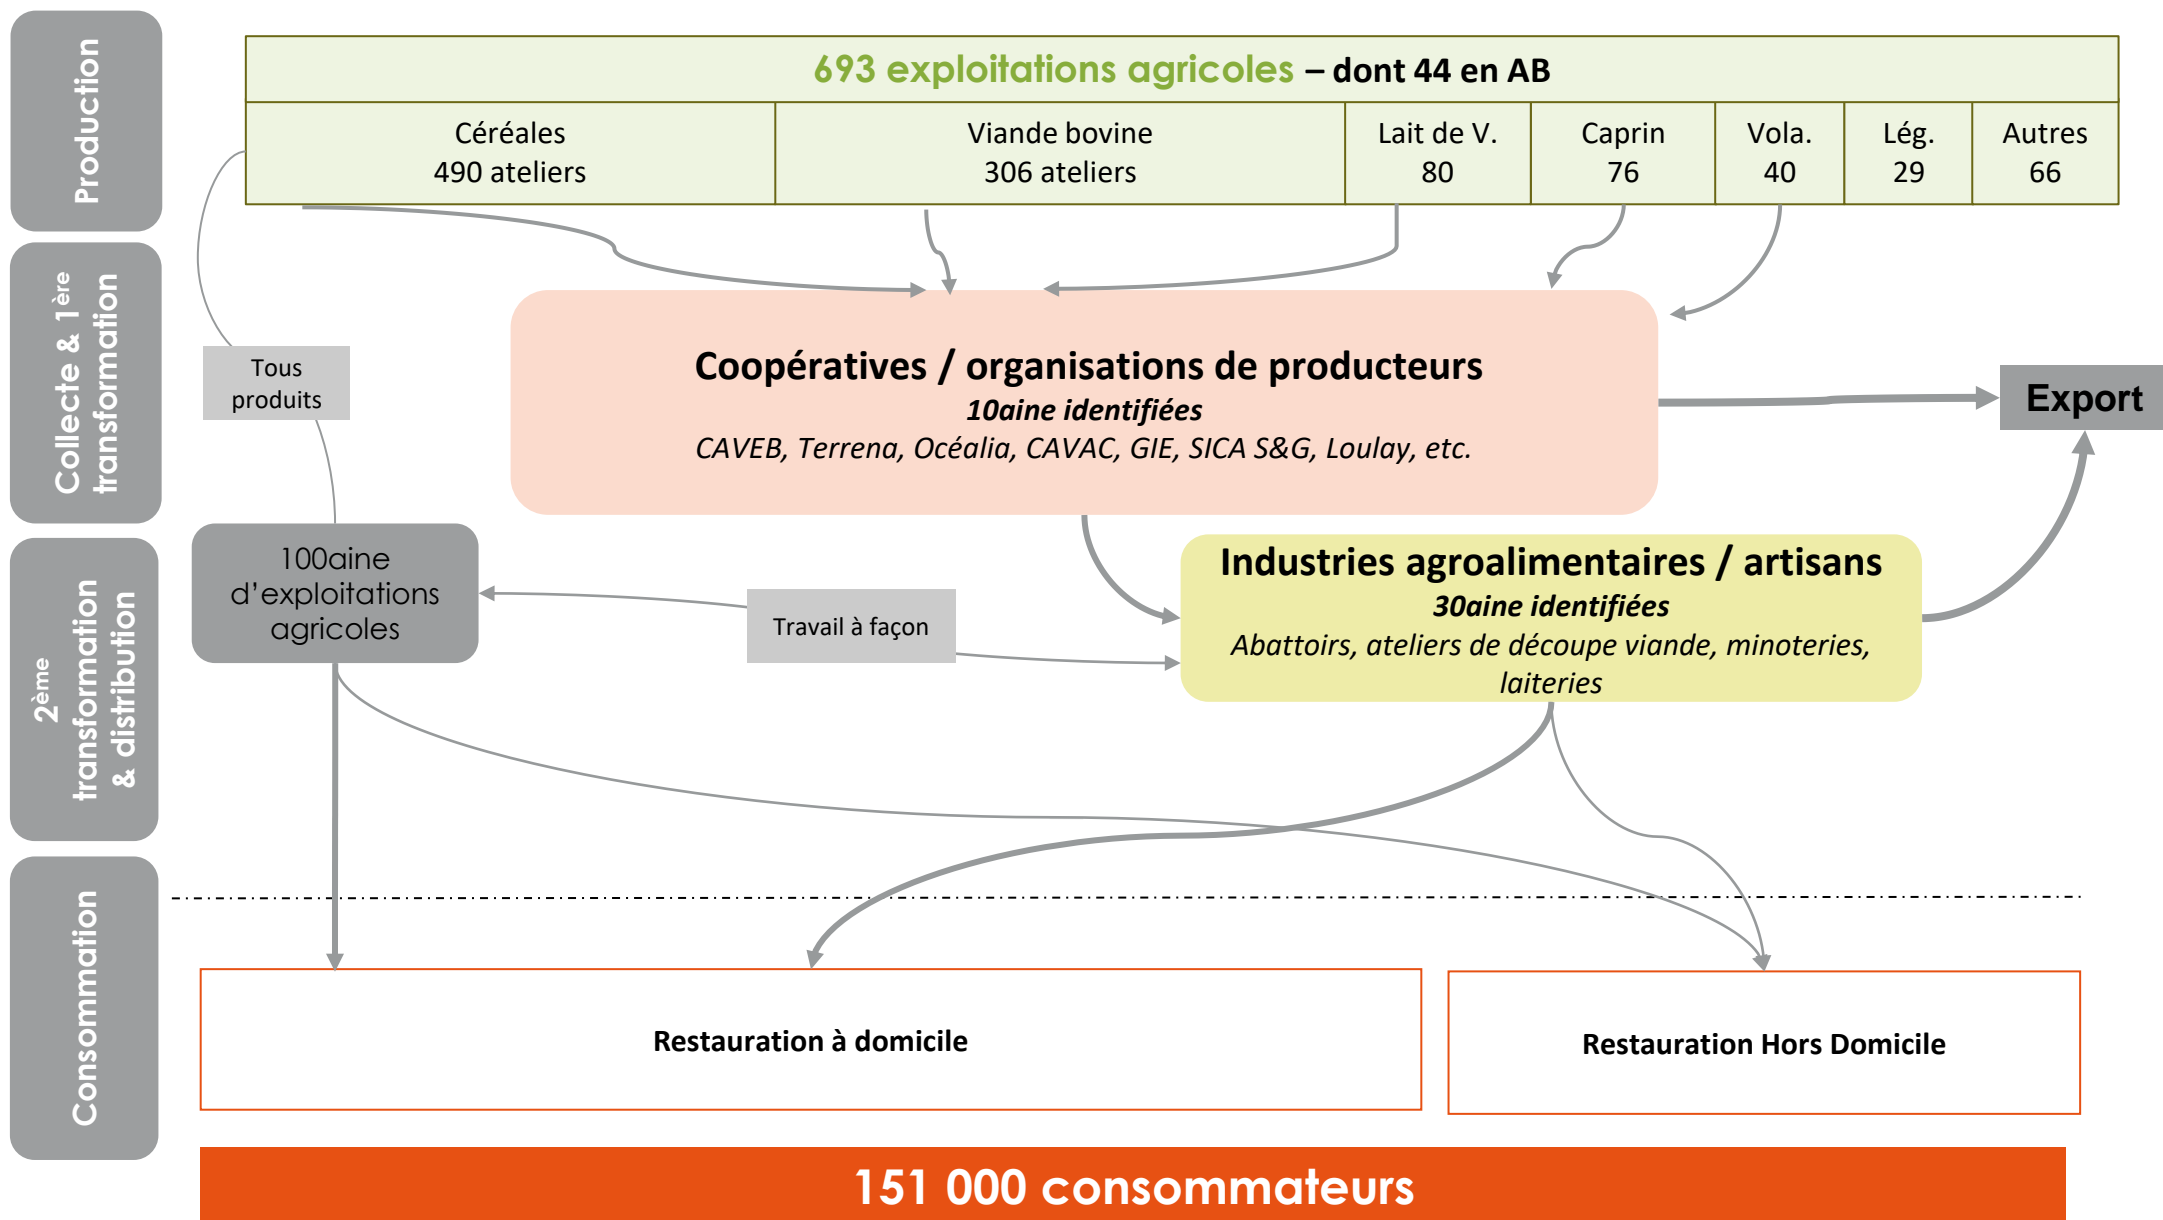 Production
693 exploitations agricoles – dont 44 en AB
Céréales
490 ateliers
Viande bovine
306 ateliers
Lait de V.
80
Caprin
76
Vola.
40
Lég.
29
Autres
66
Collecte & 1ère
transformation
Tous
produits
Coopératives / organisations de producteurs
10aine identifiées
CAVEB, Terrena, Océalia, CAVAC, GIE, SICA S&G, Loulay, etc.
Export
2ème
transformation
& distribution
100aine
d’exploitations
agricoles
Travail à façon
Industries agroalimentaires / artisans
30aine identifiées
Abattoirs, ateliers de découpe viande, minoteries,
laiteries
Consommation
Restauration à domicile
Restauration Hors Domicile
151 000 consommateurs